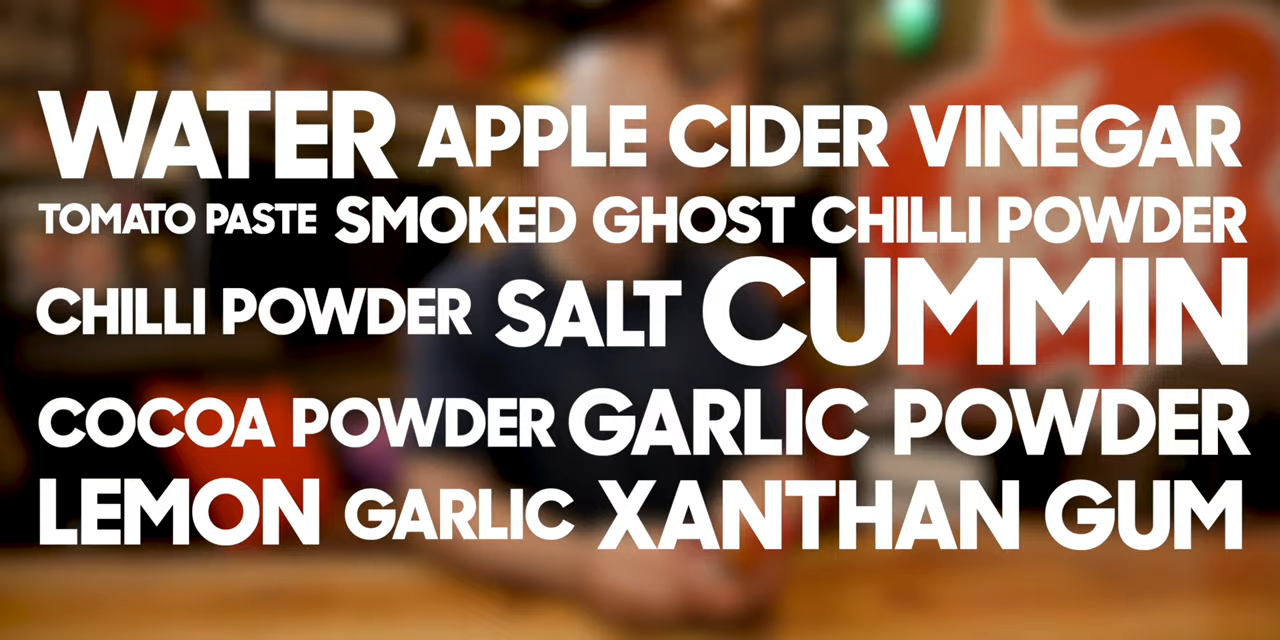 WATER APPLE CIDER VINEGAR
TOMATO PASTE SMOKED GHOST CHILLI POWDER
CHILLI POWDER SALT CUMMIN
COCOA POWDER GARLIC POWDER
LEMON GARLIC XANTHAN GUM